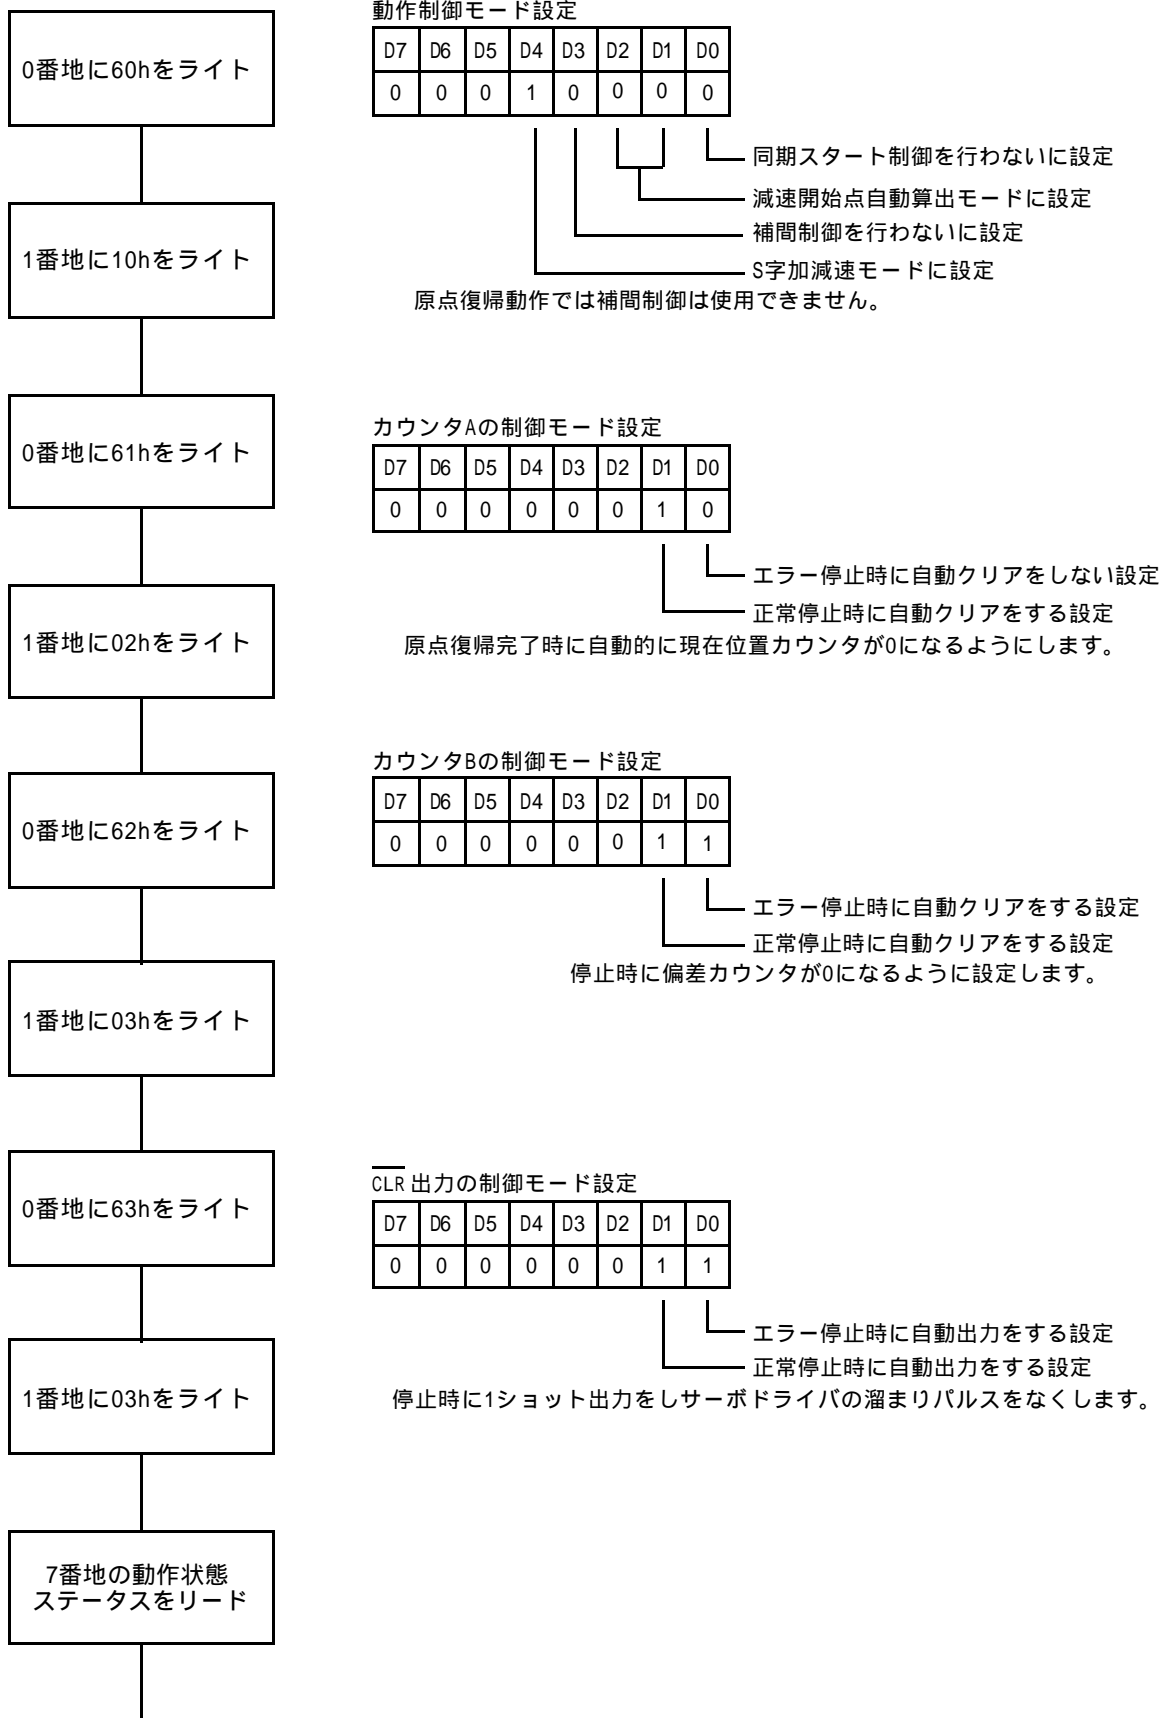 動作制御モード設定
0番地に60hをライト
D7 D6 D5 D4 D3 D2 D1 D0
0 0 0 1 0 0 0 0
同期スタート制御を行わないに設定
減速開始点自動算出モードに設定
補間制御を行わないに設定
S字加減速モードに設定
1番地に10hをライト
原点復帰動作では補間制御は使用できません。
カウンタAの制御モード設定
0番地に61hをライト
D7 D6 D5 D4 D3 D2 D1 D0
0 0 0 0 0 0 1 0
エラー停止時に自動クリアをしない設定
正常停止時に自動クリアをする設定
1番地に02hをライト
原点復帰完了時に自動的に現在位置カウンタが0になるようにします。
カウンタBの制御モード設定
0番地に62hをライト
D7 D6 D5 D4 D3 D2 D1 D0
0 0 0 0 0 0 1 1
エラー停止時に自動クリアをする設定
正常停止時に自動クリアをする設定
停止時に偏差カウンタが0になるように設定します。
1番地に03hをライト
CLR出力の制御モード設定
0番地に63hをライト
D7 D6 D5 D4 D3 D2 D1 D0
0 0 0 0 0 0 1 1
エラー停止時に自動出力をする設定
正常停止時に自動出力をする設定
1番地に03hをライト
停止時に1ショット出力をしサーボドライバの溜まりパルスをなくします。
7番地の動作状態
ステータスをリード